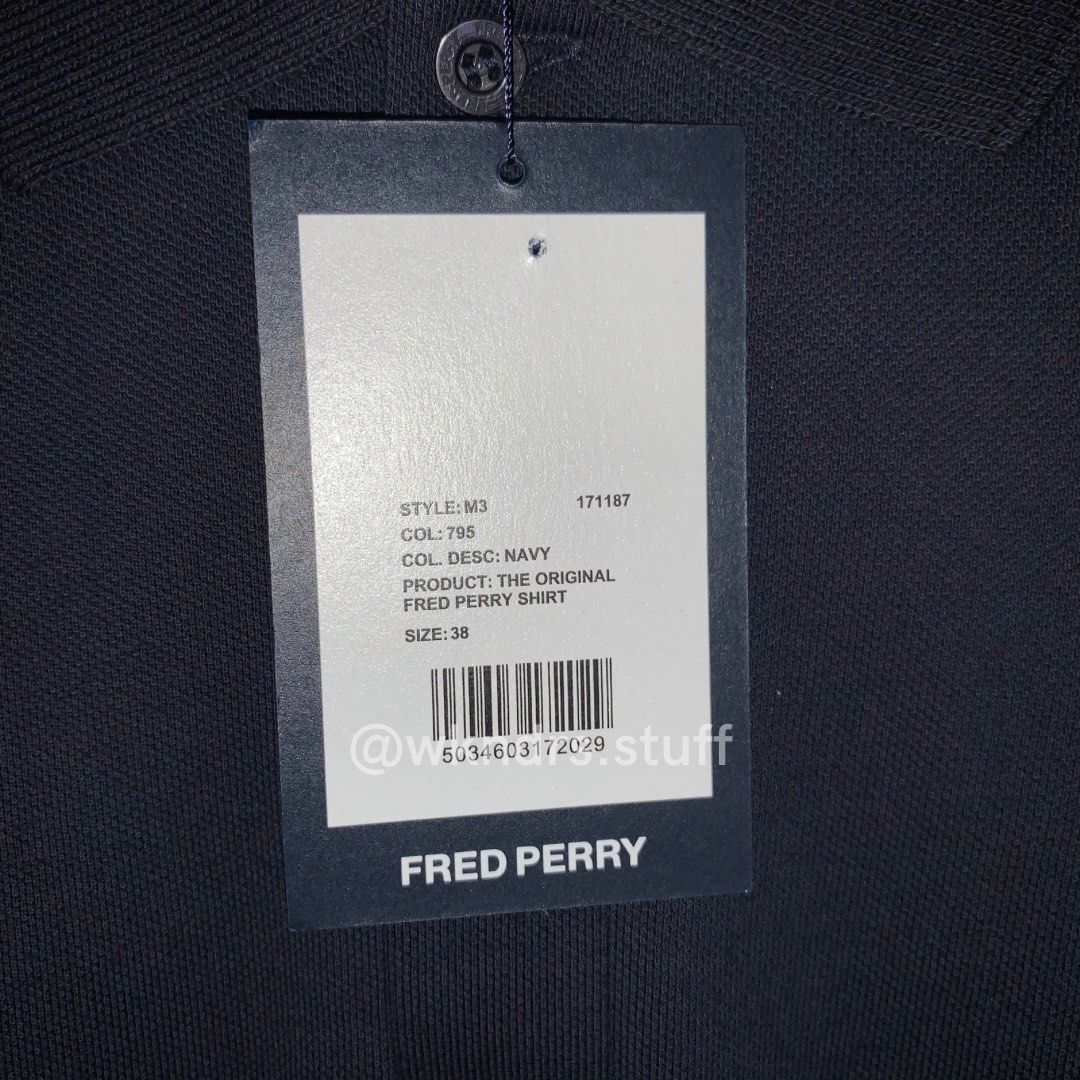 STYLE: M3 171187
COL: 795
COL. DESC: NAVY
PRODUCT: THE ORIGINAL
FRED PERRY SHIRT
SIZE: 38
5034603172029
FRED PERRY